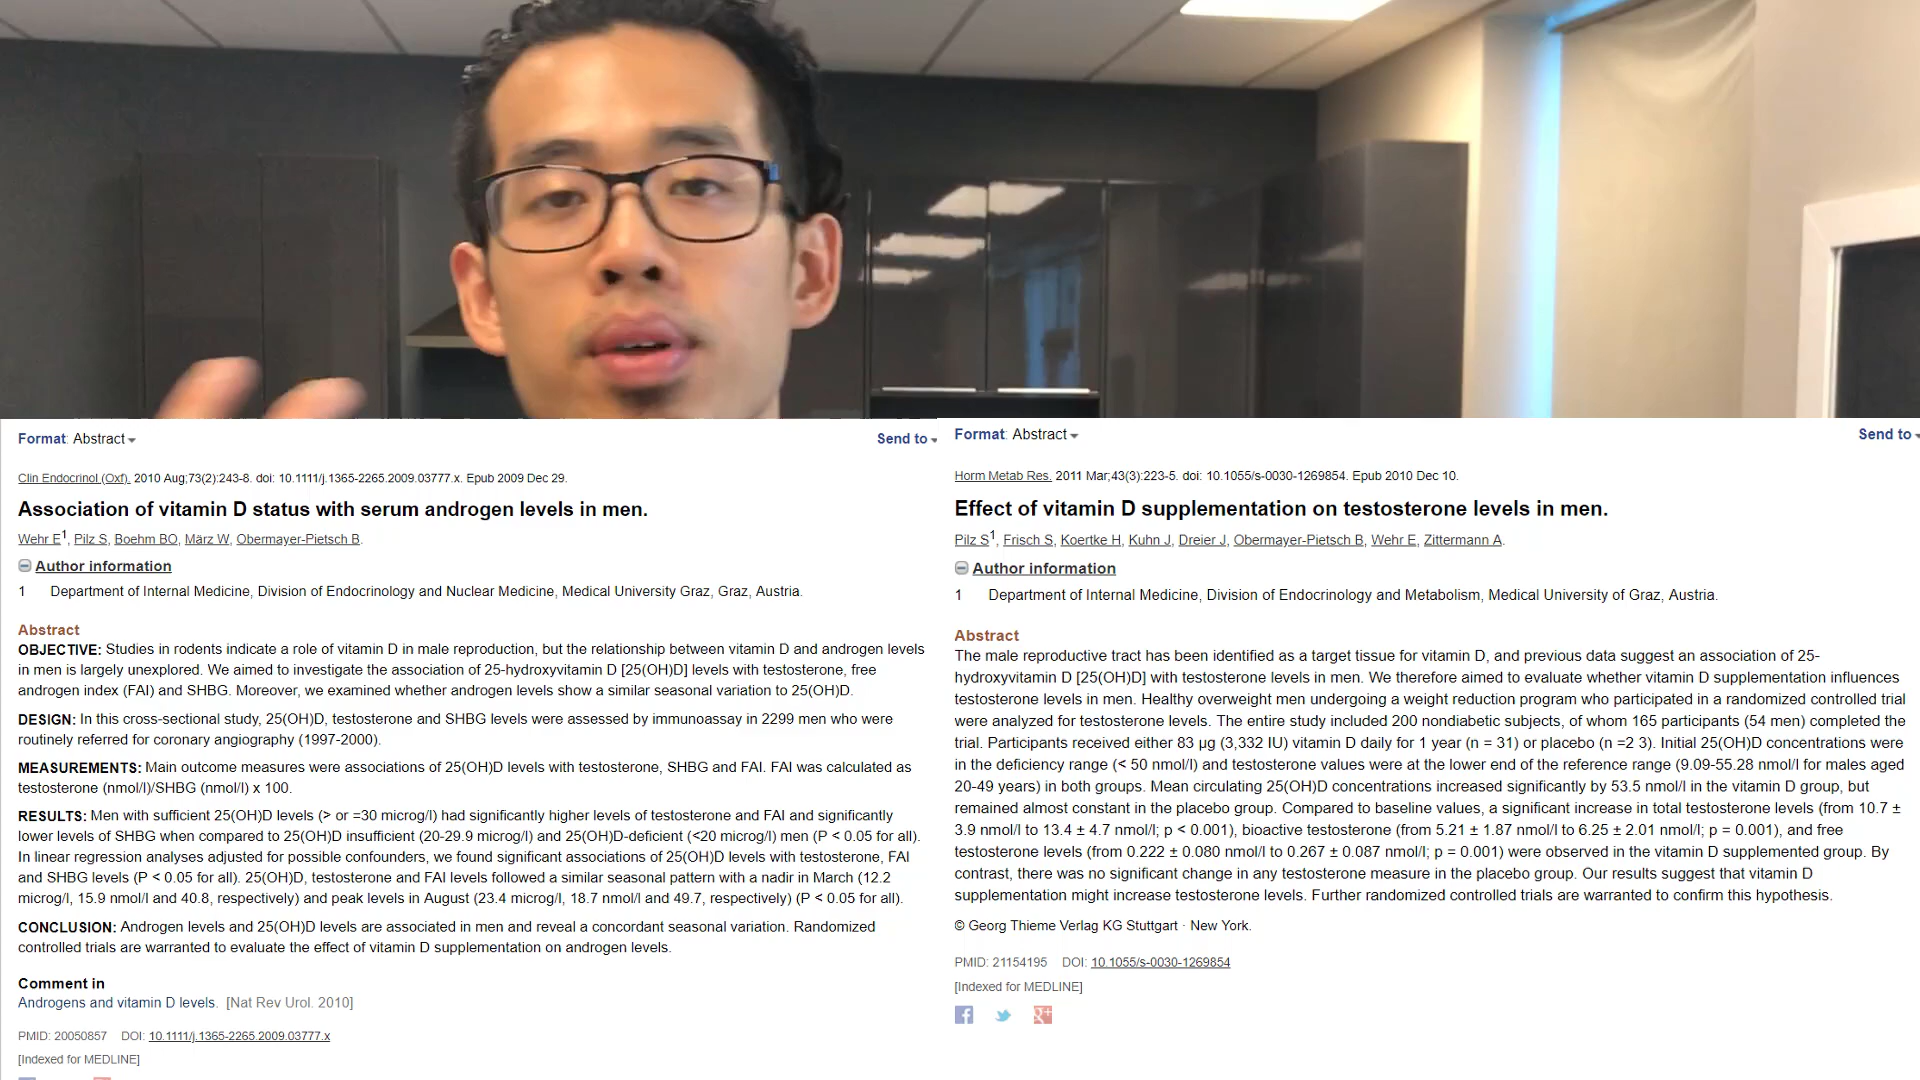 Format: Abstract
Send to
Clin Endocrinol (Oxf). 2010 Aug;73(2):243-8. doi: 10.1111/j.1365-2265.2009.03777.x. Epub 2009 Dec 29.
Association of vitamin D status with serum androgen levels in men.
Wehr E1, Pilz S, Boehm BO, März W, Obermayer-Pietsch B.
Author information
1 Department of Internal Medicine, Division of Endocrinology and Nuclear Medicine, Medical University Graz, Graz, Austria.
Abstract
OBJECTIVE: Studies in rodents indicate a role of vitamin D in male reproduction, but the relationship between vitamin D and androgen levels
in men is largely unexplored. We aimed to investigate the association of 25-hydroxyvitamin D [25(OH)D] levels with testosterone, free
androgen index (FAI) and SHBG. Moreover, we examined whether androgen levels show a similar seasonal variation to 25(OH)D.
DESIGN: In this cross-sectional study, 25(OH)D, testosterone and SHBG levels were assessed by immunoassay in 2299 men who were
routinely referred for coronary angiography (1997-2000).
MEASUREMENTS: Main outcome measures were associations of 25(OH)D levels with testosterone, SHBG and FAI. FAI was calculated as
testosterone (nmol/l)/SHBG (nmol/l) x 100.
RESULTS: Men with sufficient 25(OH)D levels (> or =30 microg/l) had significantly higher levels of testosterone and FAI and significantly
lower levels of SHBG when compared to 25(OH)D insufficient (20-29.9 microg/l) and 25(OH)D-deficient (<20 microg/l) men (P < 0.05 for all).
In linear regression analyses adjusted for possible confounders, we found significant associations of 25(OH)D levels with testosterone, FAI
and SHBG levels (P < 0.05 for all). 25(OH)D, testosterone and FAI levels followed a similar seasonal pattern with a nadir in March (12.2
microg/l, 15.9 nmol/l and 40.8, respectively) and peak levels in August (23.4 microg/l, 18.7 nmol/l and 49.7, respectively) (P < 0.05 for all).
CONCLUSION: Androgen levels and 25(OH)D levels are associated in men and reveal a concordant seasonal variation. Randomized
controlled trials are warranted to evaluate the effect of vitamin D supplementation on androgen levels.
Comment in
Androgens and vitamin D levels. [Nat Rev Urol. 2010]
PMID: 20050857 DOI: 10.1111/j.1365-2265.2009.03777.x
[Indexed for MEDLINE]
Format: Abstract
Send to
Horm Metab Res. 2011 Mar;43(3):223-5. doi: 10.1055/s-0030-1269854. Epub 2010 Dec 10.
Effect of vitamin D supplementation on testosterone levels in men.
Pilz S1, Frisch S, Koertke H, Kuhn J, Dreier J, Obermayer-Pietsch B, Wehr E, Zittermann A.
Author information
1 Department of Internal Medicine, Division of Endocrinology and Metabolism, Medical University of Graz, Austria.
Abstract
The male reproductive tract has been identified as a target tissue for vitamin D, and previous data suggest an association of 25-
hydroxyvitamin D [25(OH)D] with testosterone levels in men. We therefore aimed to evaluate whether vitamin D supplementation influences
testosterone levels in men. Healthy overweight men undergoing a weight reduction program who participated in a randomized controlled trial
were analyzed for testosterone levels. The entire study included 200 nondiabetic subjects, of whom 165 participants (54 men) completed the
trial. Participants received either 83 µg (3,332 IU) vitamin D daily for 1 year (n = 31) or placebo (n =2 3). Initial 25(OH)D concentrations were
in the deficiency range (< 50 nmol/l) and testosterone values were at the lower end of the reference range (9.09-55.28 nmol/l for males aged
20-49 years) in both groups. Mean circulating 25(OH)D concentrations increased significantly by 53.5 nmol/l in the vitamin D group, but
remained almost constant in the placebo group. Compared to baseline values, a significant increase in total testosterone levels (from 10.7 ±
3.9 nmol/l to 13.4 ± 4.7 nmol/l; p < 0.001), bioactive testosterone (from 5.21 ± 1.87 nmol/l to 6.25 ± 2.01 nmol/l; p = 0.001), and free
testosterone levels (from 0.222 ± 0.080 nmol/l to 0.267 ± 0.087 nmol/l; p = 0.001) were observed in the vitamin D supplemented group. By
contrast, there was no significant change in any testosterone measure in the placebo group. Our results suggest that vitamin D
supplementation might increase testosterone levels. Further randomized controlled trials are warranted to confirm this hypothesis.
© Georg Thieme Verlag KG Stuttgart · New York.
PMID: 21154195 DOI: 10.1055/s-0030-1269854
[Indexed for MEDLINE]